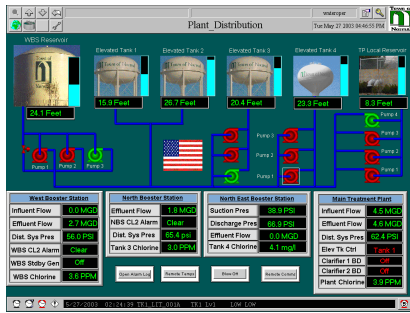 wateroper
Plant_Distribution
Tue May 27 2003 04:46:55 PM
WBS Reservoir
Elevated Tank 1
Elevated Tank 2
Elevated Tank 3
Elevated Tank 4
TP Local Reservoir
24.1 Feet
15.9 Feet
26.7 Feet
20.4 Feet
23.3 Feet
8.3 Feet
Pump 4
Pump 3
Pump 3
Pump 2
Pump 1
Pump 2
Pump 3
Pump 1
Pump 1
West Booster Station
Influent Flow 0.0 MGD
Effluent Flow 2.7 MGD
Dist. Sys Pres 56.0 PSI
WBS CL2 Alarm Clear
WBS Stdby Gen Off
WBS Chlorine 3.6 PPM
North Booster Station
Effluent Flow 1.9 MGD
NBS CL2 Alarm Clear
Dist. Sys Pres 65.4 psi
Tank 3 Chlorine 3.0 PPM
North East Booster Station
Suction Pres 38.9 PSI
Discharge Pres 66.9 PSI
Effluent Flow 0.0 MGD
Tank 4 Chlorine 4.1 mg/l
Main Treatment Plant
Influent Flow 4.5 MGD
Effluent Flow 4.6 MGD
Dist. Sys Pres 62.4 PSI
Elev Tk Ctrl Tank 1
Clarifier 1 BD Off
Clarifier 2 BD Off
Plant Chlorine 3.9 PPM
Open Alarm Log
Remote Temps
Remote Comms
5/27/2003 02:24:39 TK1_LIT_001A TK1 Lvl LOW LOW